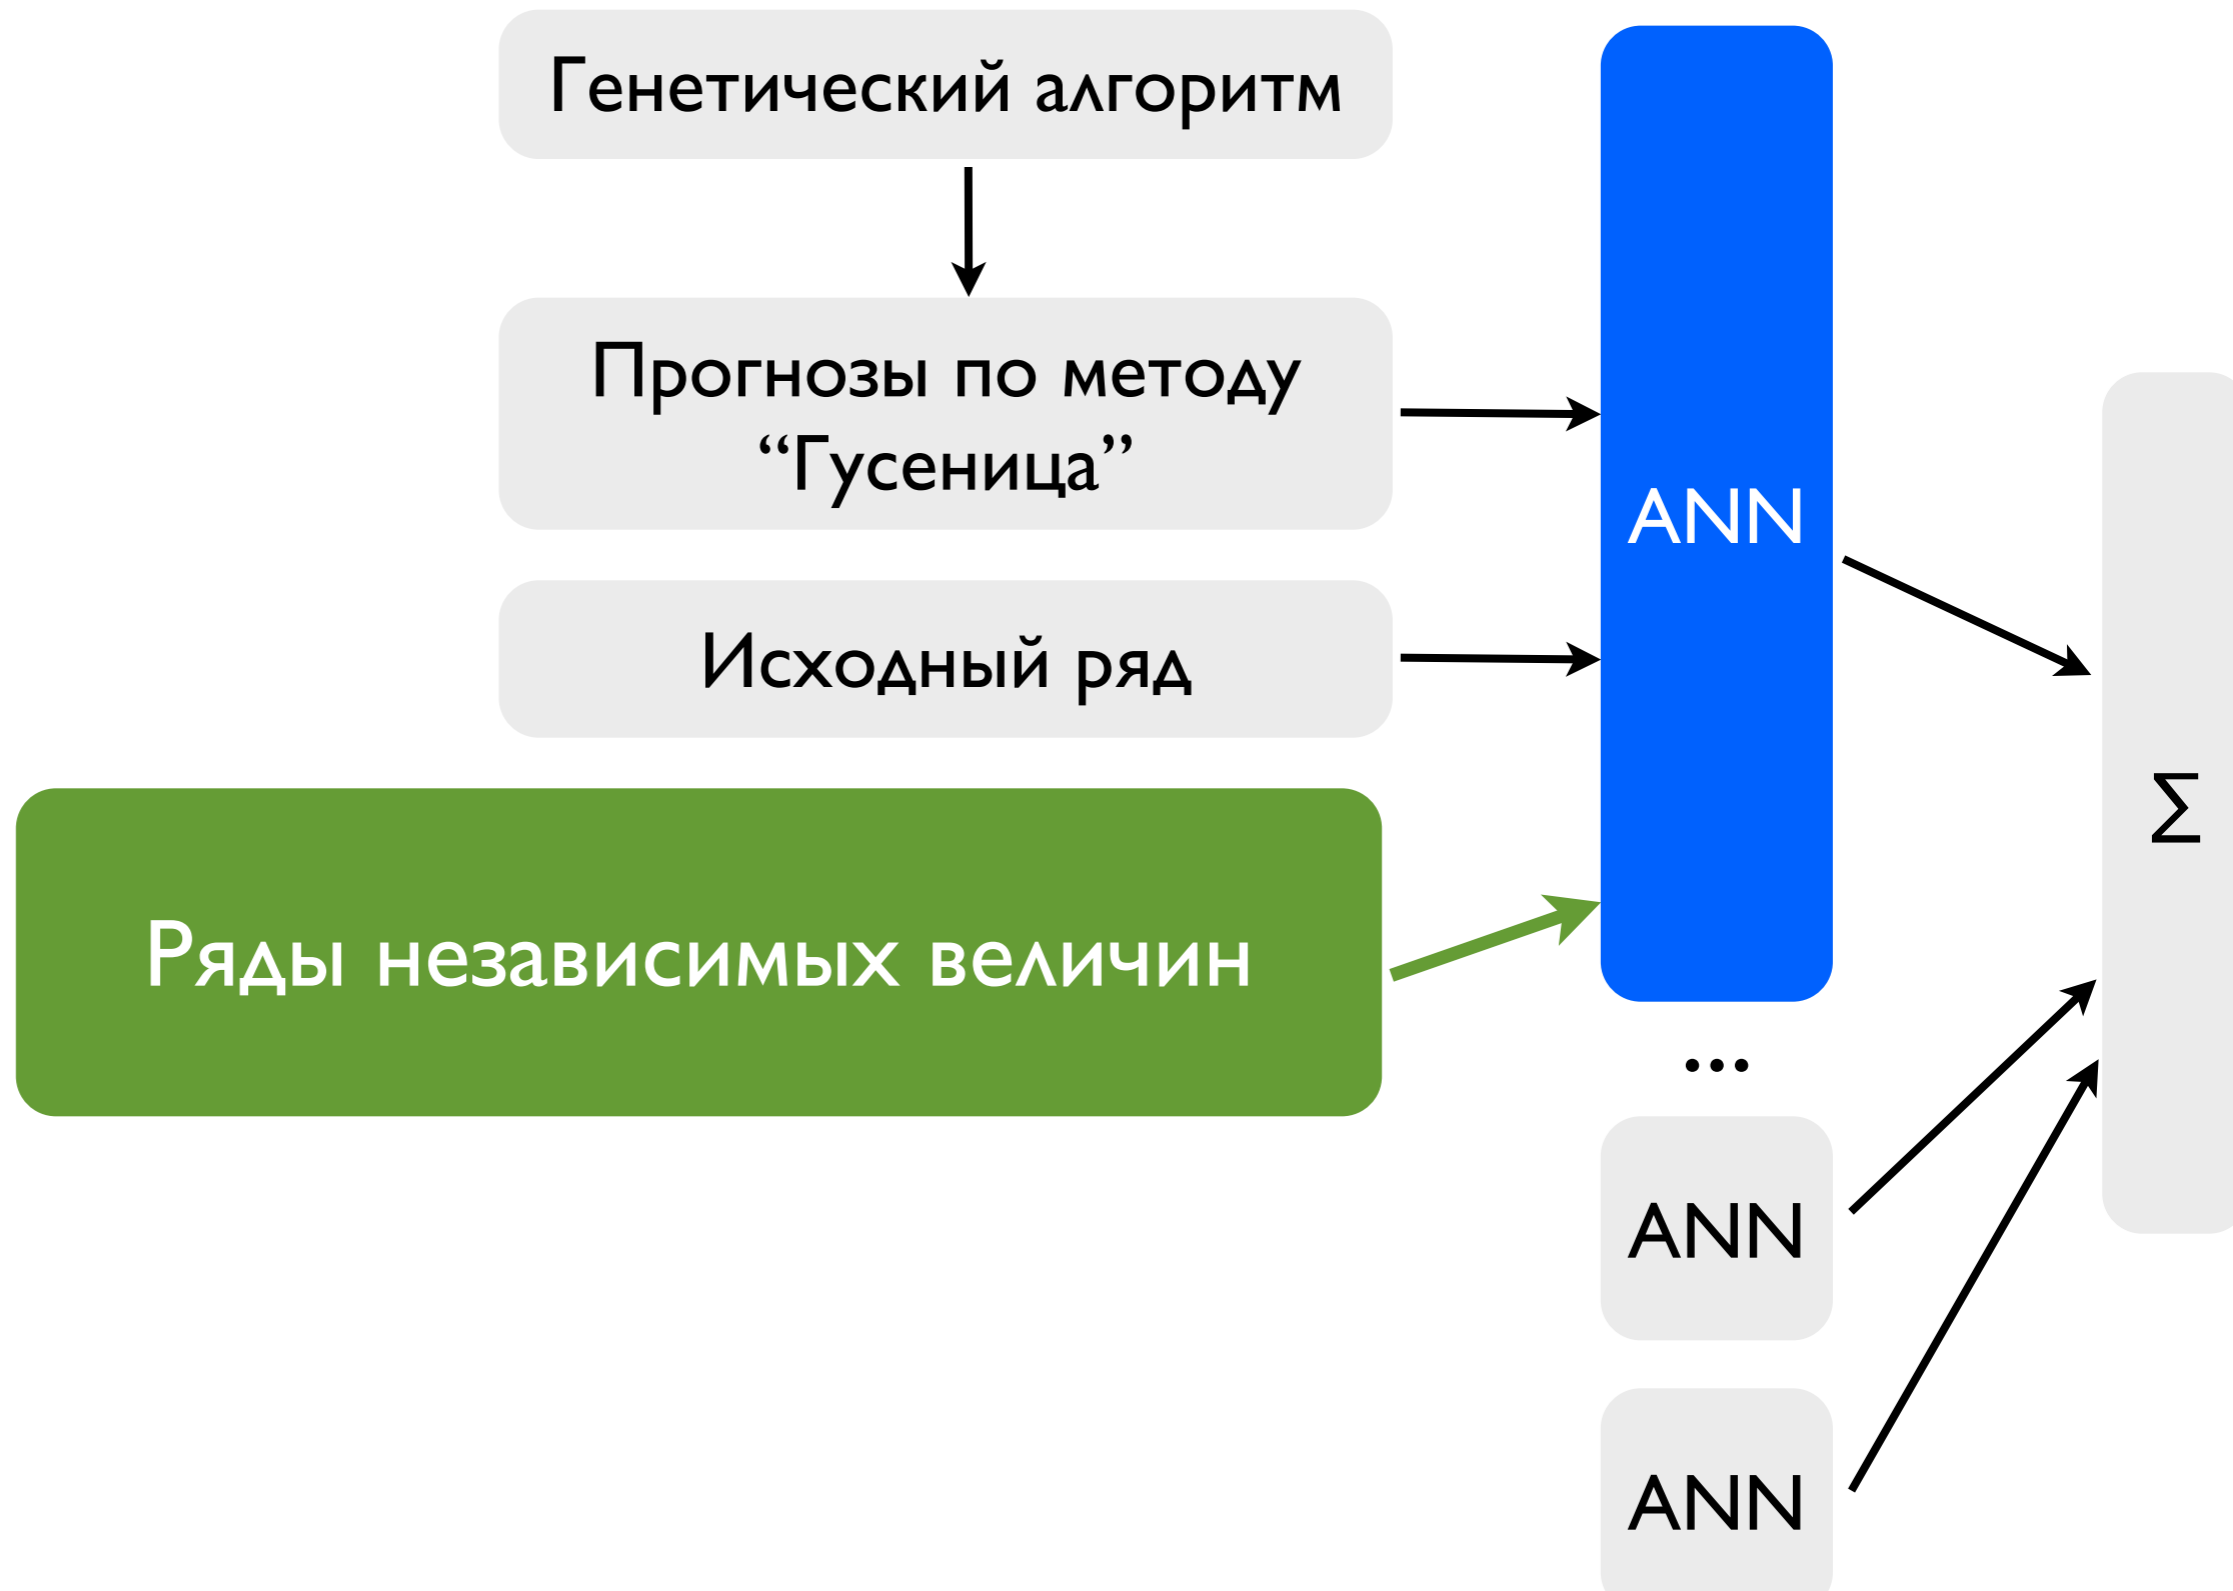 Генетический алгоритм
Прогнозы по методу
“Гусеница”
ANN
Исходный ряд
Σ
Ряды независимых величин
...
ANN
ANN